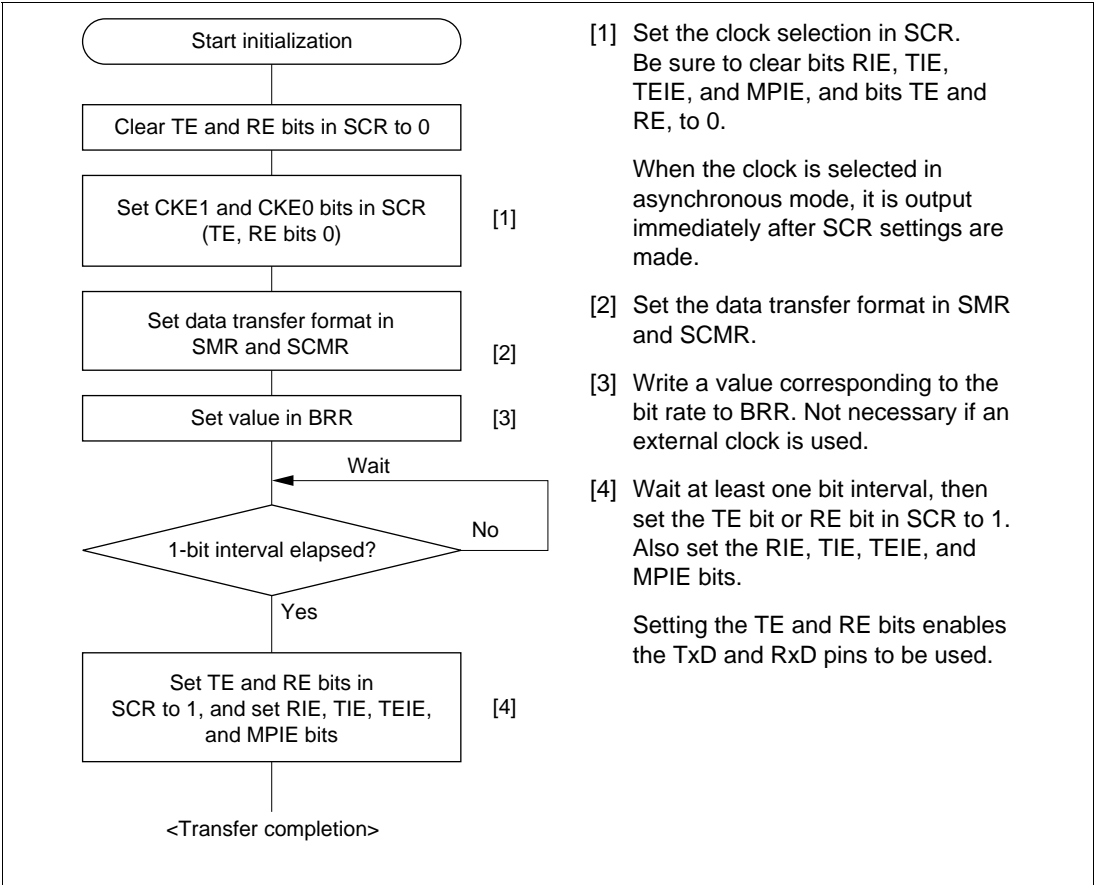 Start initialization
Clear TE and RE bits in SCR to 0
Set CKE1 and CKE0 bits in SCR
(TE, RE bits 0)
[1]
Set data transfer format in
SMR and SCMR
[2]
Set value in BRR
[3]
Wait
1-bit interval elapsed?
No
Yes
Set TE and RE bits in
SCR to 1, and set RIE, TIE, TEIE,
and MPIE bits
[4]
<Transfer completion>
[1] Set the clock selection in SCR.
Be sure to clear bits RIE, TIE,
TEIE, and MPIE, and bits TE and
RE, to 0.
When the clock is selected in
asynchronous mode, it is output
immediately after SCR settings are
made.
[2] Set the data transfer format in SMR
and SCMR.
[3] Write a value corresponding to the
bit rate to BRR. Not necessary if an
external clock is used.
[4] Wait at least one bit interval, then
set the TE bit or RE bit in SCR to 1.
Also set the RIE, TIE, TEIE, and
MPIE bits.
Setting the TE and RE bits enables
the TxD and RxD pins to be used.